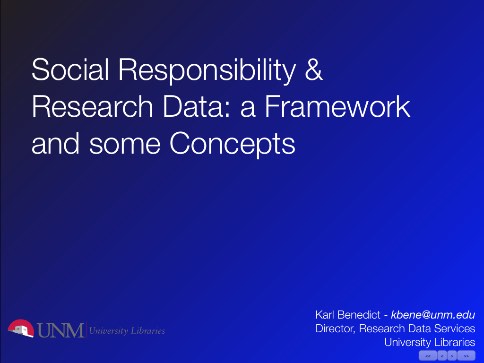 Social Responsibility &
Research Data: a Framework
and some Concepts
Karl Benedict - kbene@unm.edu
Director, Research Data Services
University Libraries
UNM | University Libraries